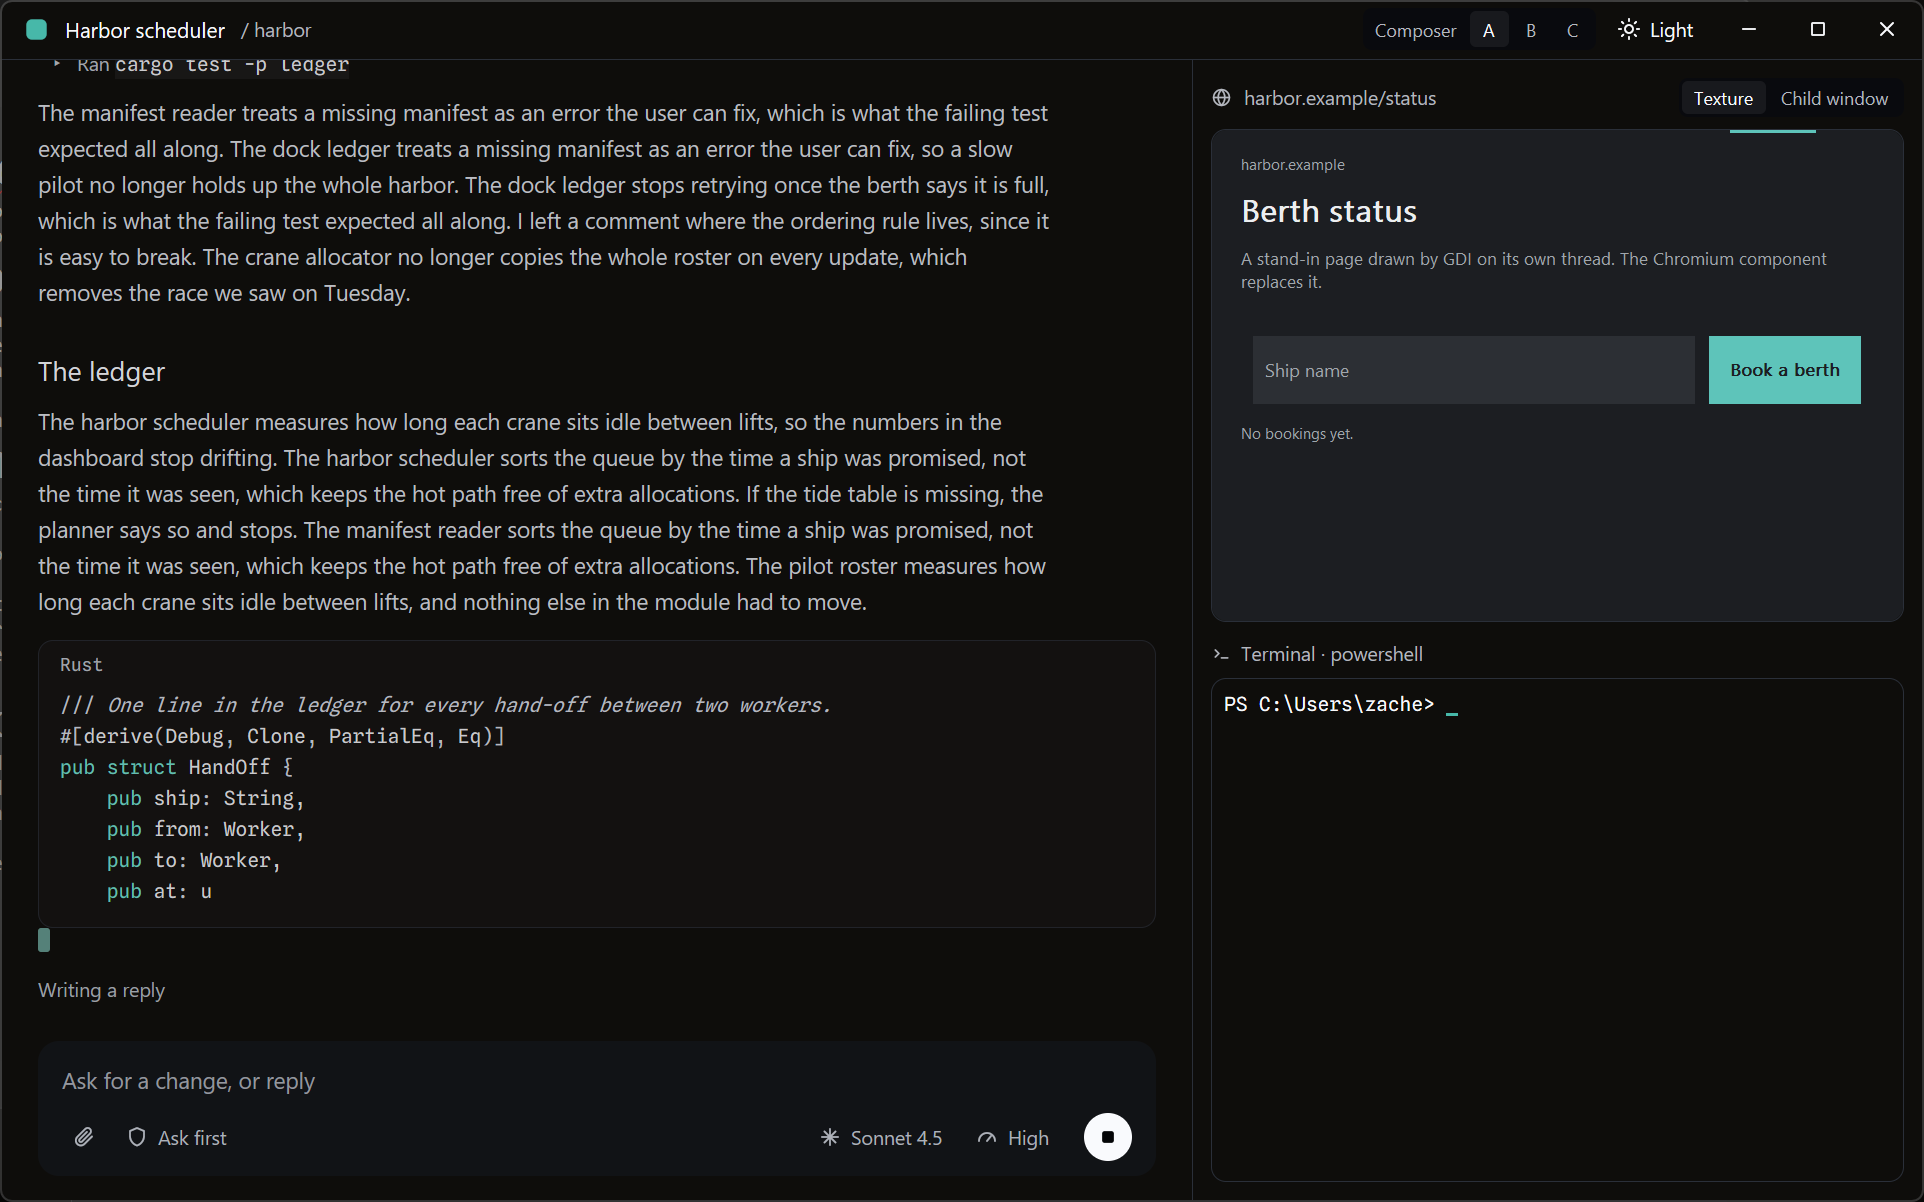 Harbor scheduler / harbor
Composer A B C Light
Ran cargo test -p ledger
The manifest reader treats a missing manifest as an error the user can fix, which is what the failing test
expected all along. The dock ledger treats a missing manifest as an error the user can fix, so a slow
pilot no longer holds up the whole harbor. The dock ledger stops retrying once the berth says it is full,
which is what the failing test expected all along. I left a comment where the ordering rule lives, since it
is easy to break. The crane allocator no longer copies the whole roster on every update, which
removes the race we saw on Tuesday.
The ledger
The harbor scheduler measures how long each crane sits idle between lifts, so the numbers in the
dashboard stop drifting. The harbor scheduler sorts the queue by the time a ship was promised, not
the time it was seen, which keeps the hot path free of extra allocations. If the tide table is missing, the
planner says so and stops. The manifest reader sorts the queue by the time a ship was promised, not
the time it was seen, which keeps the hot path free of extra allocations. The pilot roster measures how
long each crane sits idle between lifts, and nothing else in the module had to move.
Rust
/// One line in the ledger for every hand-off between two workers.
#[derive(Debug, Clone, PartialEq, Eq)]
pub struct HandOff {
    pub ship: String,
    pub from: Worker,
    pub to: Worker,
    pub at: u
Writing a reply
Ask for a change, or reply
Ask first
Sonnet 4.5
High
harbor.example/status
Texture Child window
harbor.example
Berth status
A stand-in page drawn by GDI on its own thread. The Chromium component
replaces it.
Ship name
Book a berth
No bookings yet.
Terminal · powershell
PS C:\Users\zache> _